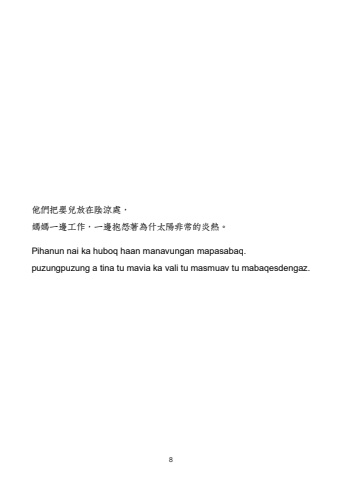 他們把嬰兒放在陰涼處，
媽媽一邊工作，一邊抱怨著為什太陽非常的炎熱。
Pihanun nai ka huboq haan manavungan mapasabaq.
puzungpuzung a tina tu mavia ka vali tu masmuav tu mabaqesdengaz.
8